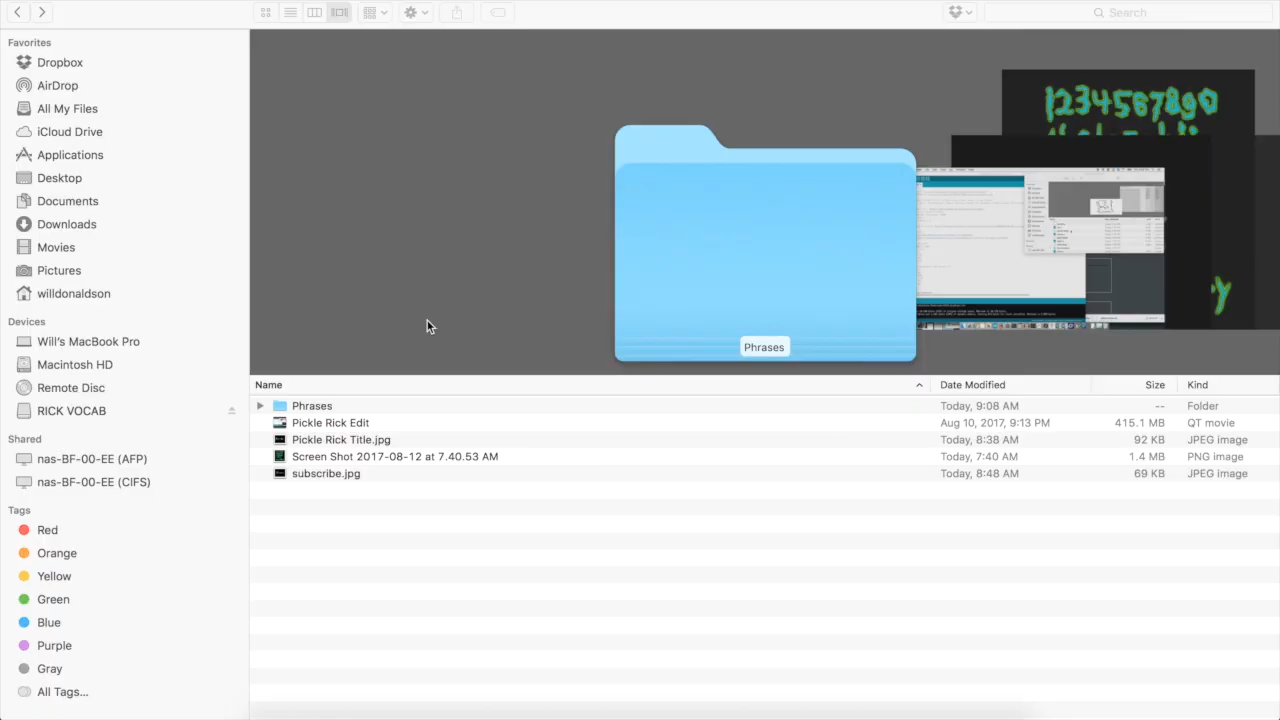 Search
Favorites
Dropbox
AirDrop
All My Files
iCloud Drive
Applications
Desktop
Documents
Downloads
Movies
Pictures
willdonaldson
Devices
Will's MacBook Pro
Macintosh HD
Remote Disc
RICK VOCAB
Shared
nas-BF-00-EE (AFP)
nas-BF-00-EE (CIFS)
Tags
Red
Orange
Yellow
Green
Blue
Purple
Gray
All Tags...
1234567890
Phrases
Name Date Modified Size Kind
Phrases Today, 9:08 AM -- Folder
Pickle Rick Edit Aug 10, 2017, 9:13 PM 415.1 MB QT movie
Pickle Rick Title.jpg Today, 8:38 AM 92 KB JPEG image
Screen Shot 2017-08-12 at 7.40.53 AM Today, 7:40 AM 1.4 MB PNG image
subscribe.jpg Today, 8:48 AM 69 KB JPEG image